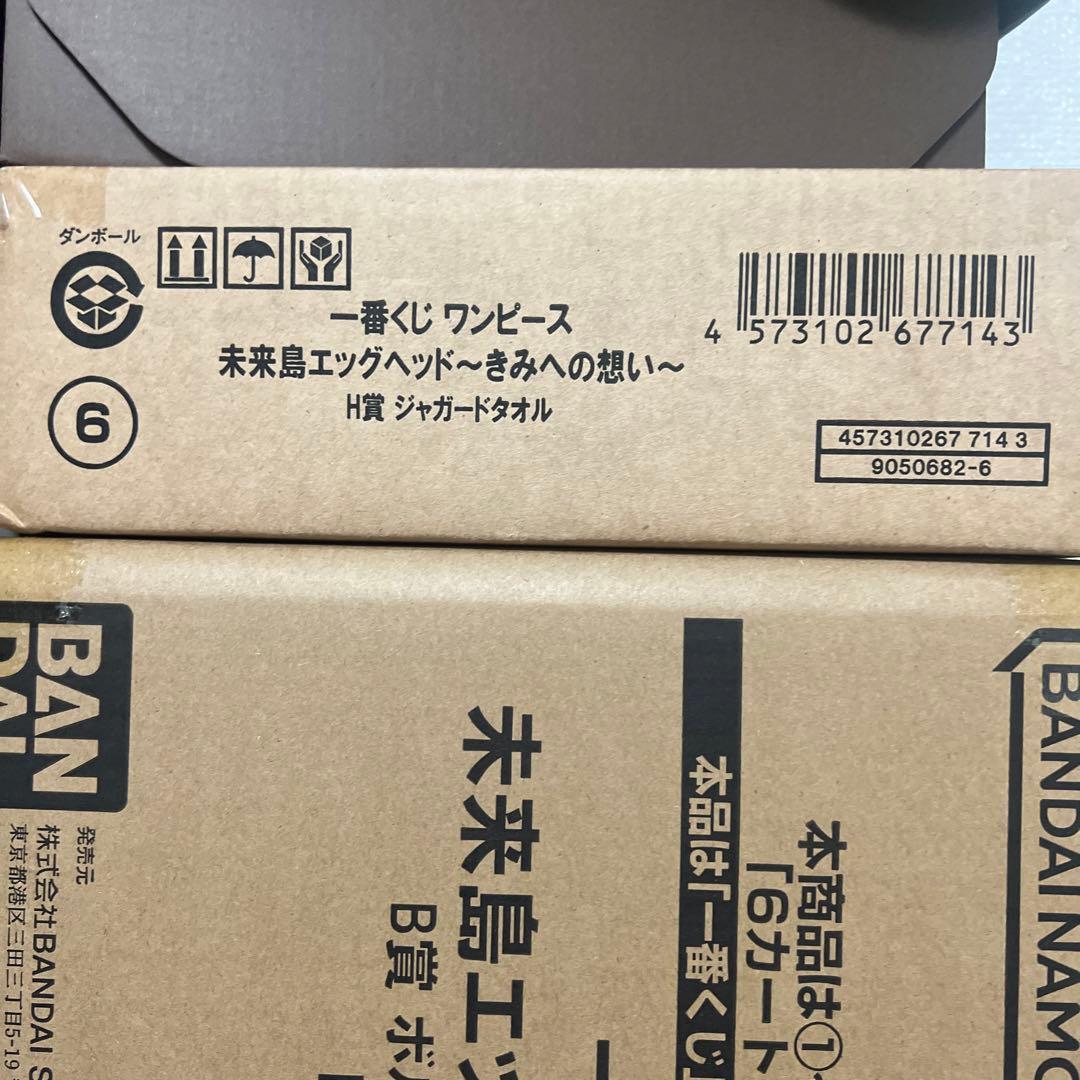 ダンボール
一番くじ ワンピース
未来島エッグヘッド～きみへの想い～
H賞 ジャガードタオル
6
4 573102 677143
457310267 714 3
9050682-6
BAN
DAI
発売元
株式会社BANDAI S
東京都港区三田三丁目5-19
未来島エッ
B賞 ボ
本品は「一番くじ
本商品は①
「6カート
BANDAI NAMCO